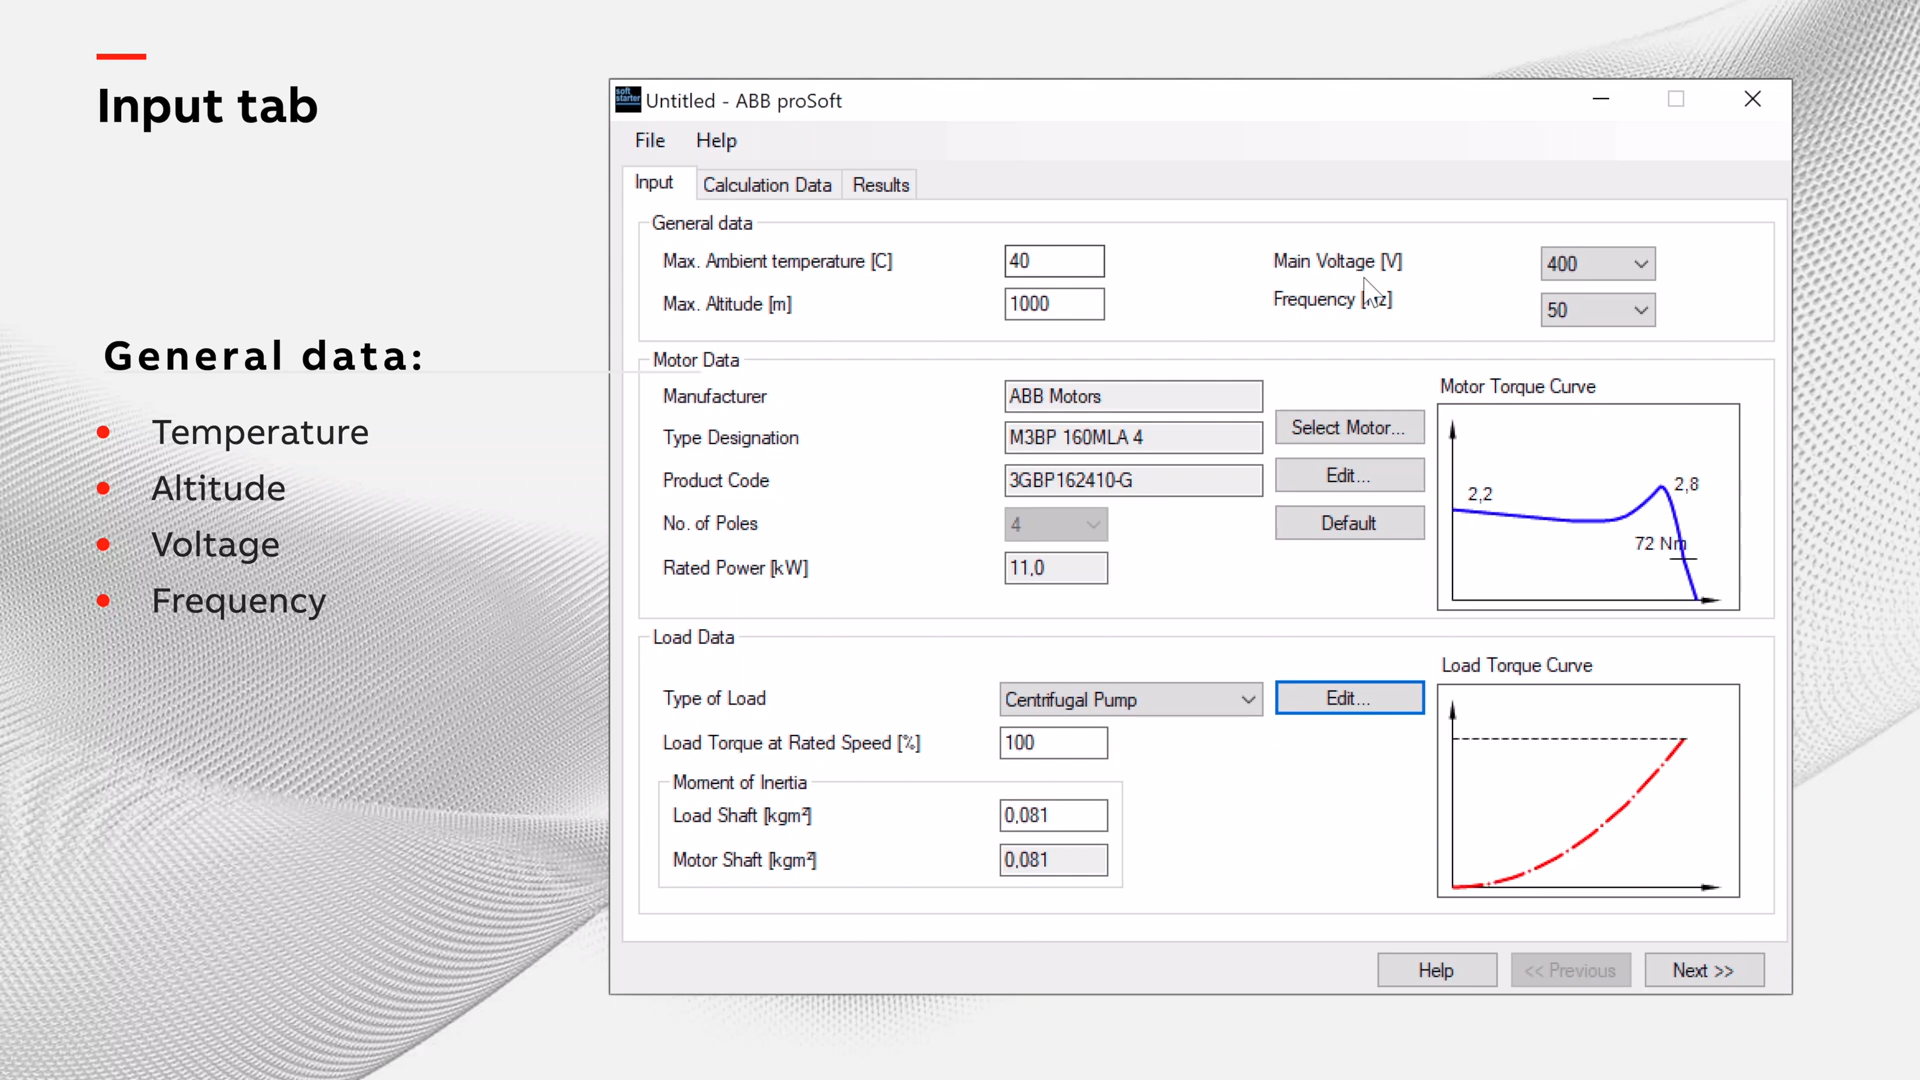 Input tab
General data:
Temperature
Altitude
Voltage
Frequency
soft starter
Untitled - ABB proSoft
File Help
Input Calculation Data Results
General data
Max. Ambient temperature [C] 40 Main Voltage [V] 400
Max. Altitude [m] 1000 Frequency 50
Motor Data
Manufacturer ABB Motors
Type Designation M3BP 160MLA 4
Product Code 3GBP162410-G
No. of Poles 4
Rated Power [kW] 11,0
Select Motor...
Edit...
Default
Motor Torque Curve
2,2
2,8
72 Nm
Load Data
Type of Load Centrifugal Pump Edit...
Load Torque at Rated Speed [%] 100
Moment of Inertia
Load Shaft [kgm²] 0,081
Motor Shaft [kgm²] 0,081
Load Torque Curve
Help << Previous Next >>